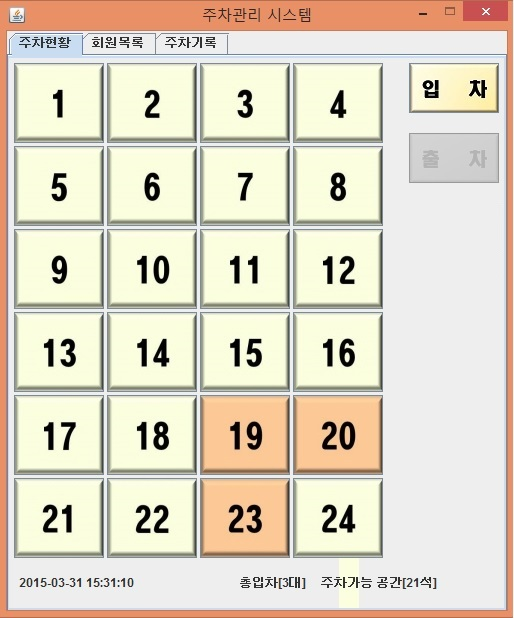 주차관리 시스템
주차현황 회원목록 주차기록
1 2 3 4 입 차
5 6 7 8 출 차
9 10 11 12
13 14 15 16
17 18 19 20
21 22 23 24
2015-03-31 15:31:10 총입차[3대] 주차가능 공간[21석]